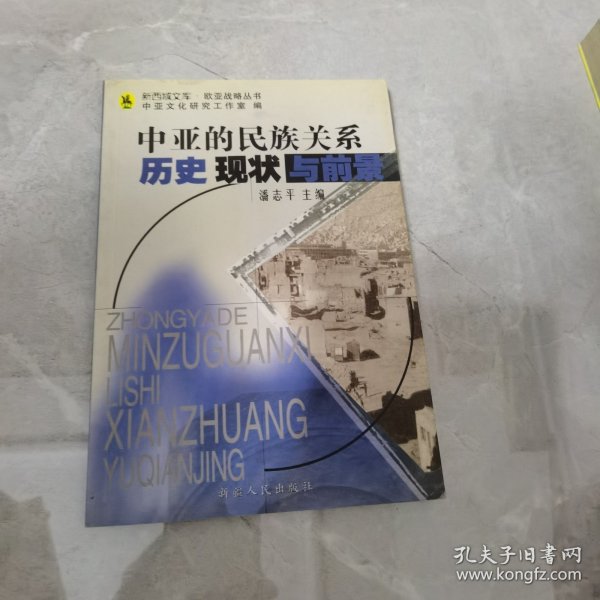 新西域文库·欧亚战略丛书
中亚文化研究工作室 编
中亚的民族关系
历史 现状 与前景
潘志平 主编
ZHONGYADE
MINZUGUANXI
LISHI
XIANZHUANG
YUQIANJING
新疆人民出版社
孔夫子旧书网
www.kongfz.com